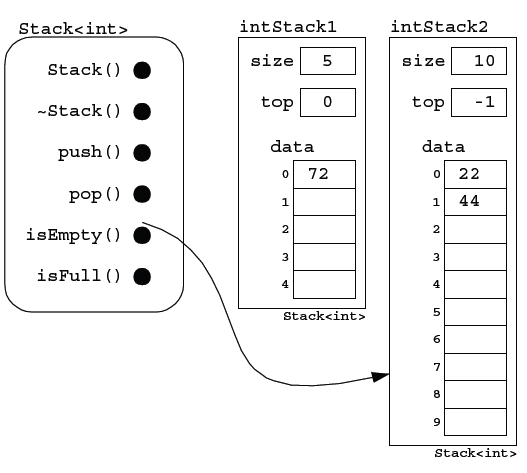 Stack<int>
Stack()
~Stack()
push()
pop()
isEmpty()
isFull()
intStack1
size 5
top 0
data
0 72
1
2
3
4
Stack<int>
intStack2
size 10
top -1
data
0 22
1 44
2
3
4
5
6
7
8
9
Stack<int>